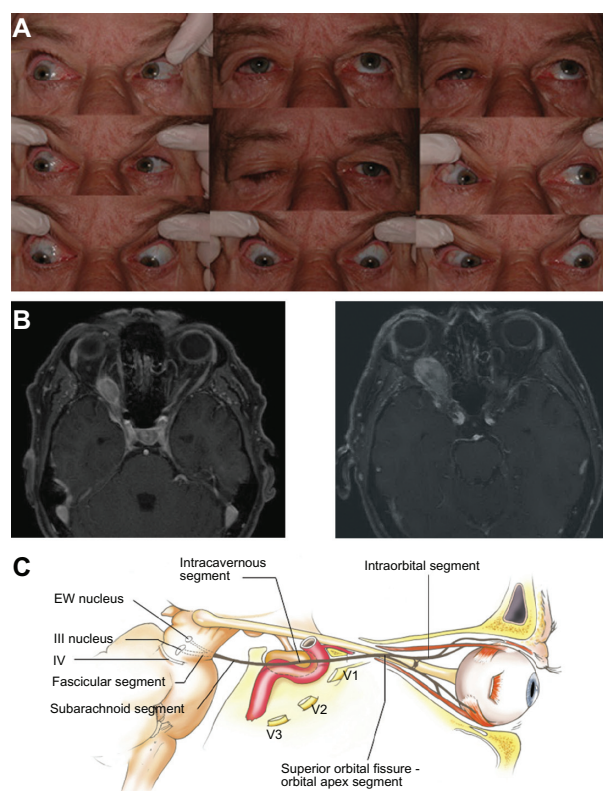 A
B
C
Intracavernous
segment
Intraorbital segment
EW nucleus
III nucleus
IV
Fascicular segment
Subarachnoid segment
V1
V2
V3
Superior orbital fissure -
orbital apex segment